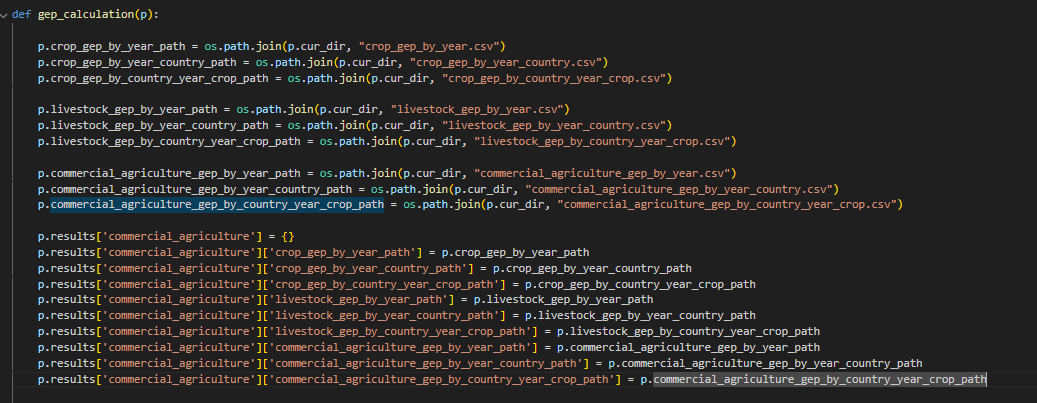 def gep_calculation(p):
p.crop_gep_by_year_path = os.path.join(p.cur_dir, "crop_gep_by_year.csv")
p.crop_gep_by_year_country_path = os.path.join(p.cur_dir, "crop_gep_by_year_country.csv")
p.crop_gep_by_country_year_crop_path = os.path.join(p.cur_dir, "crop_gep_by_country_year_crop.csv")
p.livestock_gep_by_year_path = os.path.join(p.cur_dir, "livestock_gep_by_year.csv")
p.livestock_gep_by_year_country_path = os.path.join(p.cur_dir, "livestock_gep_by_year_country.csv")
p.livestock_gep_by_country_year_crop_path = os.path.join(p.cur_dir, "livestock_gep_by_country_year_crop.csv")
p.commercial_agriculture_gep_by_year_path = os.path.join(p.cur_dir, "commercial_agriculture_gep_by_year.csv")
p.commercial_agriculture_gep_by_year_country_path = os.path.join(p.cur_dir, "commercial_agriculture_gep_by_year_country.csv")
p.commercial_agriculture_gep_by_country_year_crop_path = os.path.join(p.cur_dir, "commercial_agriculture_gep_by_country_year_crop.csv")
p.results['commercial_agriculture'] = {}
p.results['commercial_agriculture']['crop_gep_by_year_path'] = p.crop_gep_by_year_path
p.results['commercial_agriculture']['crop_gep_by_year_country_path'] = p.crop_gep_by_year_country_path
p.results['commercial_agriculture']['crop_gep_by_country_year_crop_path'] = p.crop_gep_by_country_year_crop_path
p.results['commercial_agriculture']['livestock_gep_by_year_path'] = p.livestock_gep_by_year_path
p.results['commercial_agriculture']['livestock_gep_by_year_country_path'] = p.livestock_gep_by_year_country_path
p.results['commercial_agriculture']['livestock_gep_by_country_year_crop_path'] = p.livestock_gep_by_country_year_crop_path
p.results['commercial_agriculture']['commercial_agriculture_gep_by_year_path'] = p.commercial_agriculture_gep_by_year_path
p.results['commercial_agriculture']['commercial_agriculture_gep_by_year_country_path'] = p.commercial_agriculture_gep_by_year_country_path
p.results['commercial_agriculture']['commercial_agriculture_gep_by_country_year_crop_path'] = p.commercial_agriculture_gep_by_country_year_crop_path